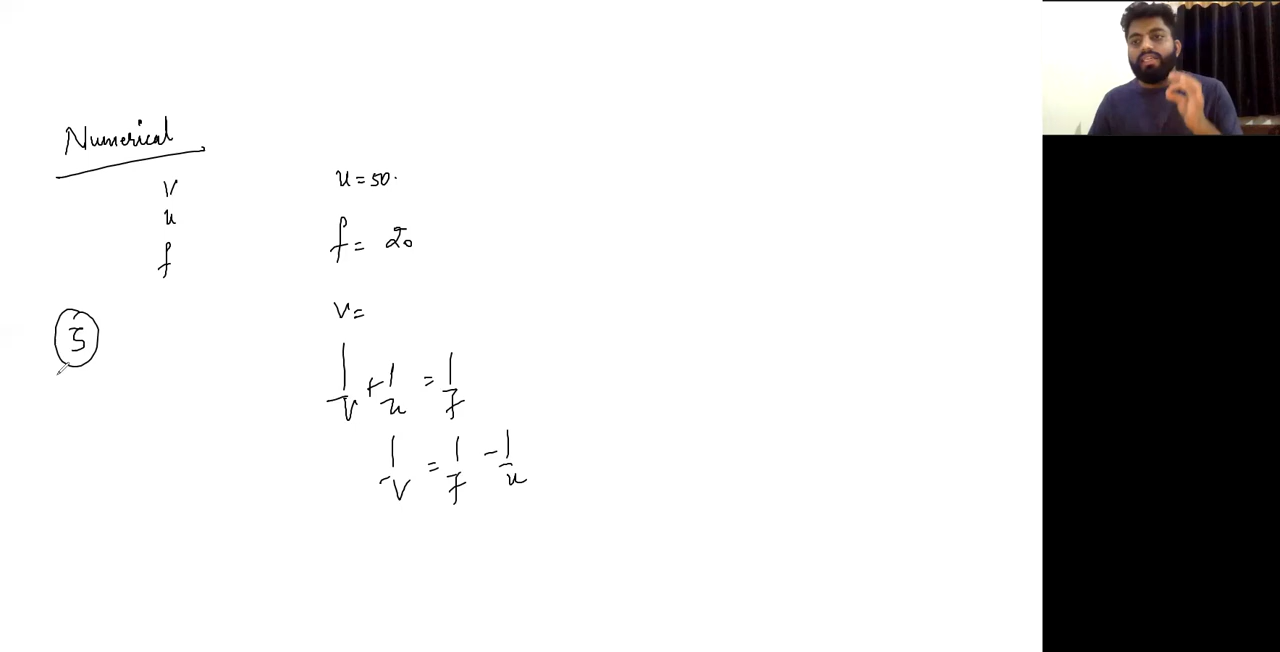 Numerical
v
u
f
5
u = 50.
f = 20
v =
1/v + 1/u = 1/f
1/v = 1/f - 1/u